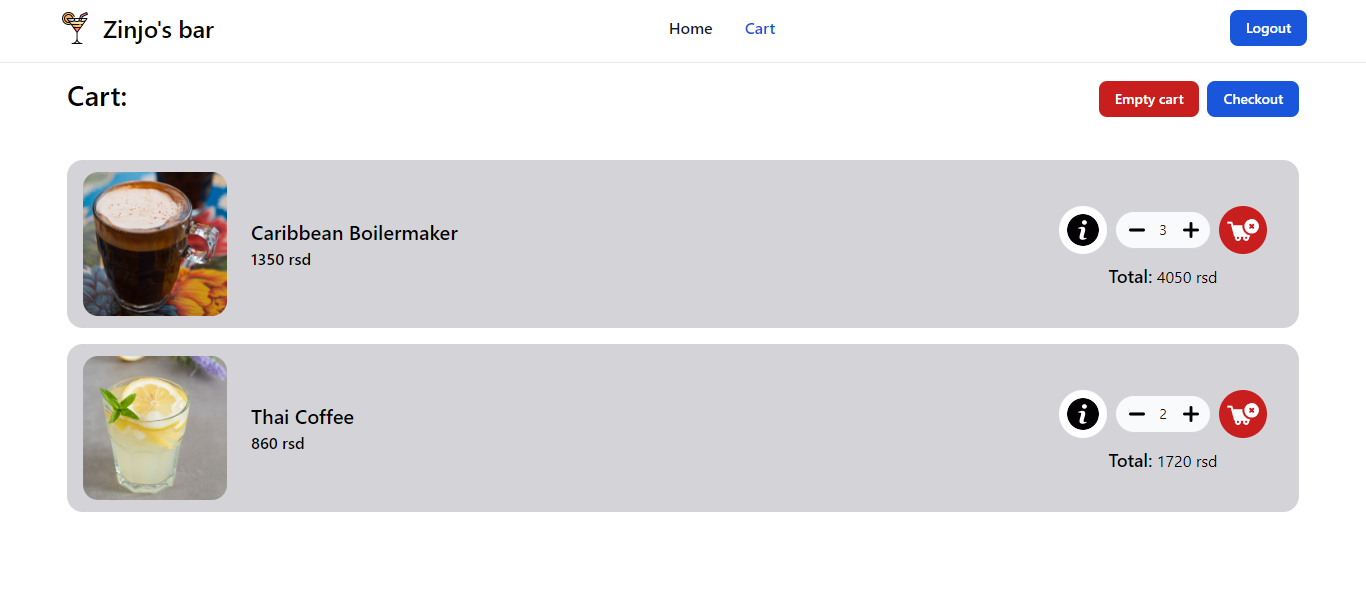 Zinjo's bar
Home
Cart
Logout
Cart:
Empty cart
Checkout
Caribbean Boilermaker
1350 rsd
3
Total: 4050 rsd
Thai Coffee
860 rsd
2
Total: 1720 rsd